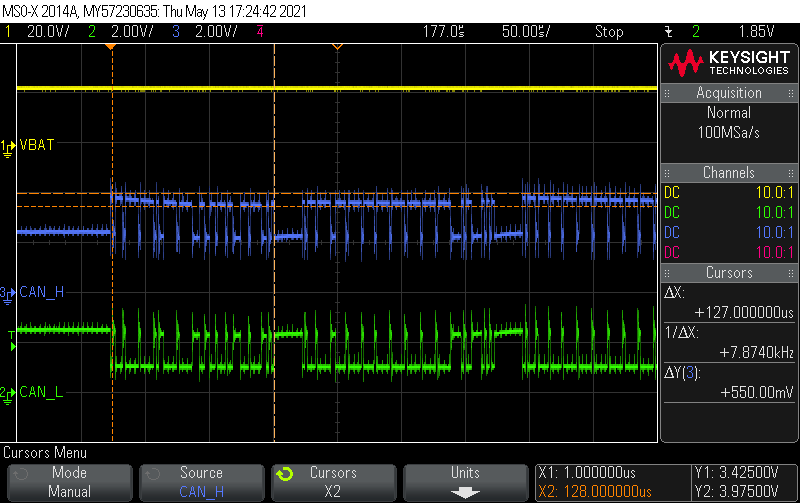 MSO-X 2014A, MY57230635: Thu May 13 17:24:42 2021
1 20.0V/ 2 2.00V/ 3 2.00V/ 4 177.0s 50.00s/ Stop 2 1.85V
KEYSIGHT
TECHNOLOGIES
Acquisition
Normal
100MSa/s
Channels
DC 10.0:1
DC 10.0:1
DC 10.0:1
DC 10.0:1
Cursors
ΔX:
+127.000000us
1/ΔX:
+7.8740kHz
ΔY(3):
+550.00mV
1 VBAT
3 CAN_H
T
2 CAN_L
Cursors Menu
Mode
Manual
Source
CAN_H
Cursors
X2
Units
X1: 1.000000us
X2: 128.000000us
Y1: 3.42500V
Y2: 3.97500V